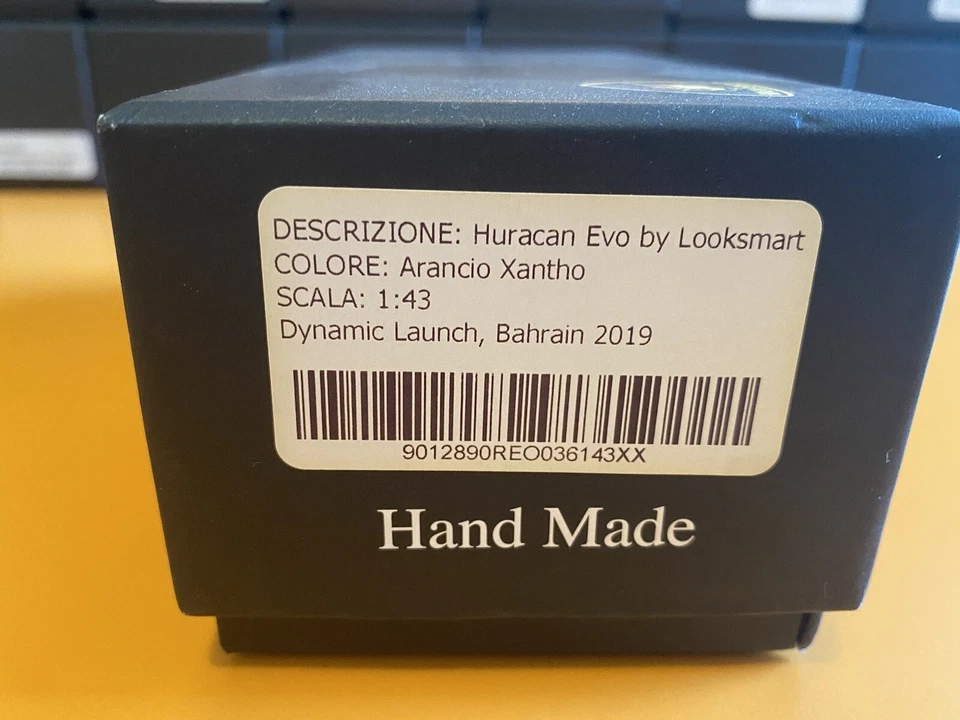 DESCRIZIONE: Huracan Evo by Looksmart
COLORE: Arancio Xantho
SCALA: 1:43
Dynamic Launch, Bahrain 2019
9012890REO036143XX
Hand Made